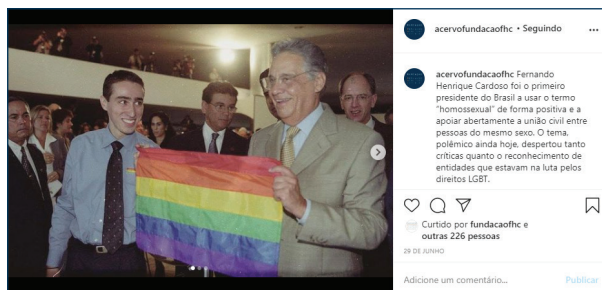 acervofundacaofhc • Seguindo
acervofundacaofhc Fernando
Henrique Cardoso foi o primeiro
presidente do Brasil a usar o termo
"homossexual" de forma positiva e a
apoiar abertamente a união civil entre
pessoas do mesmo sexo. O tema,
polêmico ainda hoje, despertou tanto
críticas quanto o reconhecimento de
entidades que estavam na luta pelos
direitos LGBT.
Curtido por fundacaofhc e
outras 226 pessoas
29 DE JUNHO
Adicione um comentário... Publicar